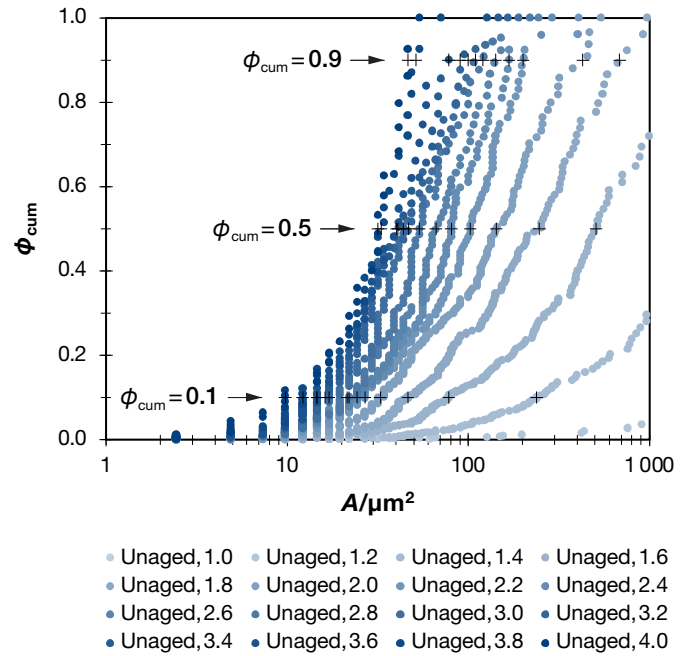 1.0
ϕcum = 0.9
0.8
0.6
ϕcum = 0.5
ϕcum
0.4
0.2
ϕcum = 0.1
0.0
1 10 100 1 000
A/µm²
Unaged, 1.0 Unaged, 1.2 Unaged, 1.4 Unaged, 1.6
Unaged, 1.8 Unaged, 2.0 Unaged, 2.2 Unaged, 2.4
Unaged, 2.6 Unaged, 2.8 Unaged, 3.0 Unaged, 3.2
Unaged, 3.4 Unaged, 3.6 Unaged, 3.8 Unaged, 4.0